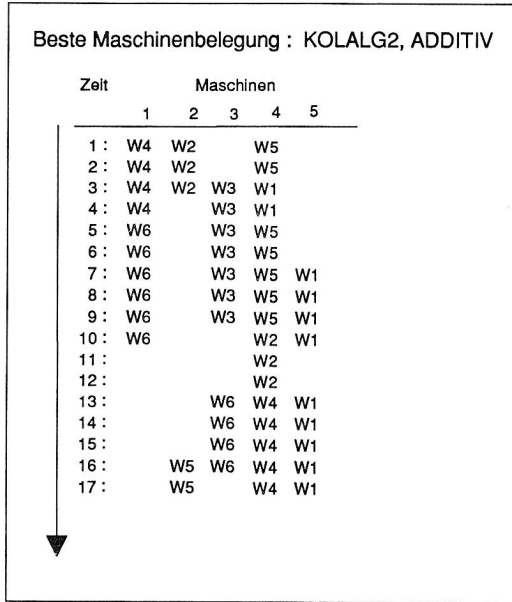 Beste Maschinenbelegung : KOLALG2, ADDITIV
Zeit Maschinen
1 2 3 4 5
1 : W4 W2 W5
2 : W4 W2 W5
3 : W4 W2 W3 W1
4 : W4 W3 W1
5 : W6 W3 W5
6 : W6 W3 W5
7 : W6 W3 W5 W1
8 : W6 W3 W5 W1
9 : W6 W3 W5 W1
10 : W6 W2 W1
11 : W2
12 : W2
13 : W6 W4 W1
14 : W6 W4 W1
15 : W6 W4 W1
16 : W5 W6 W4 W1
17 : W5 W4 W1